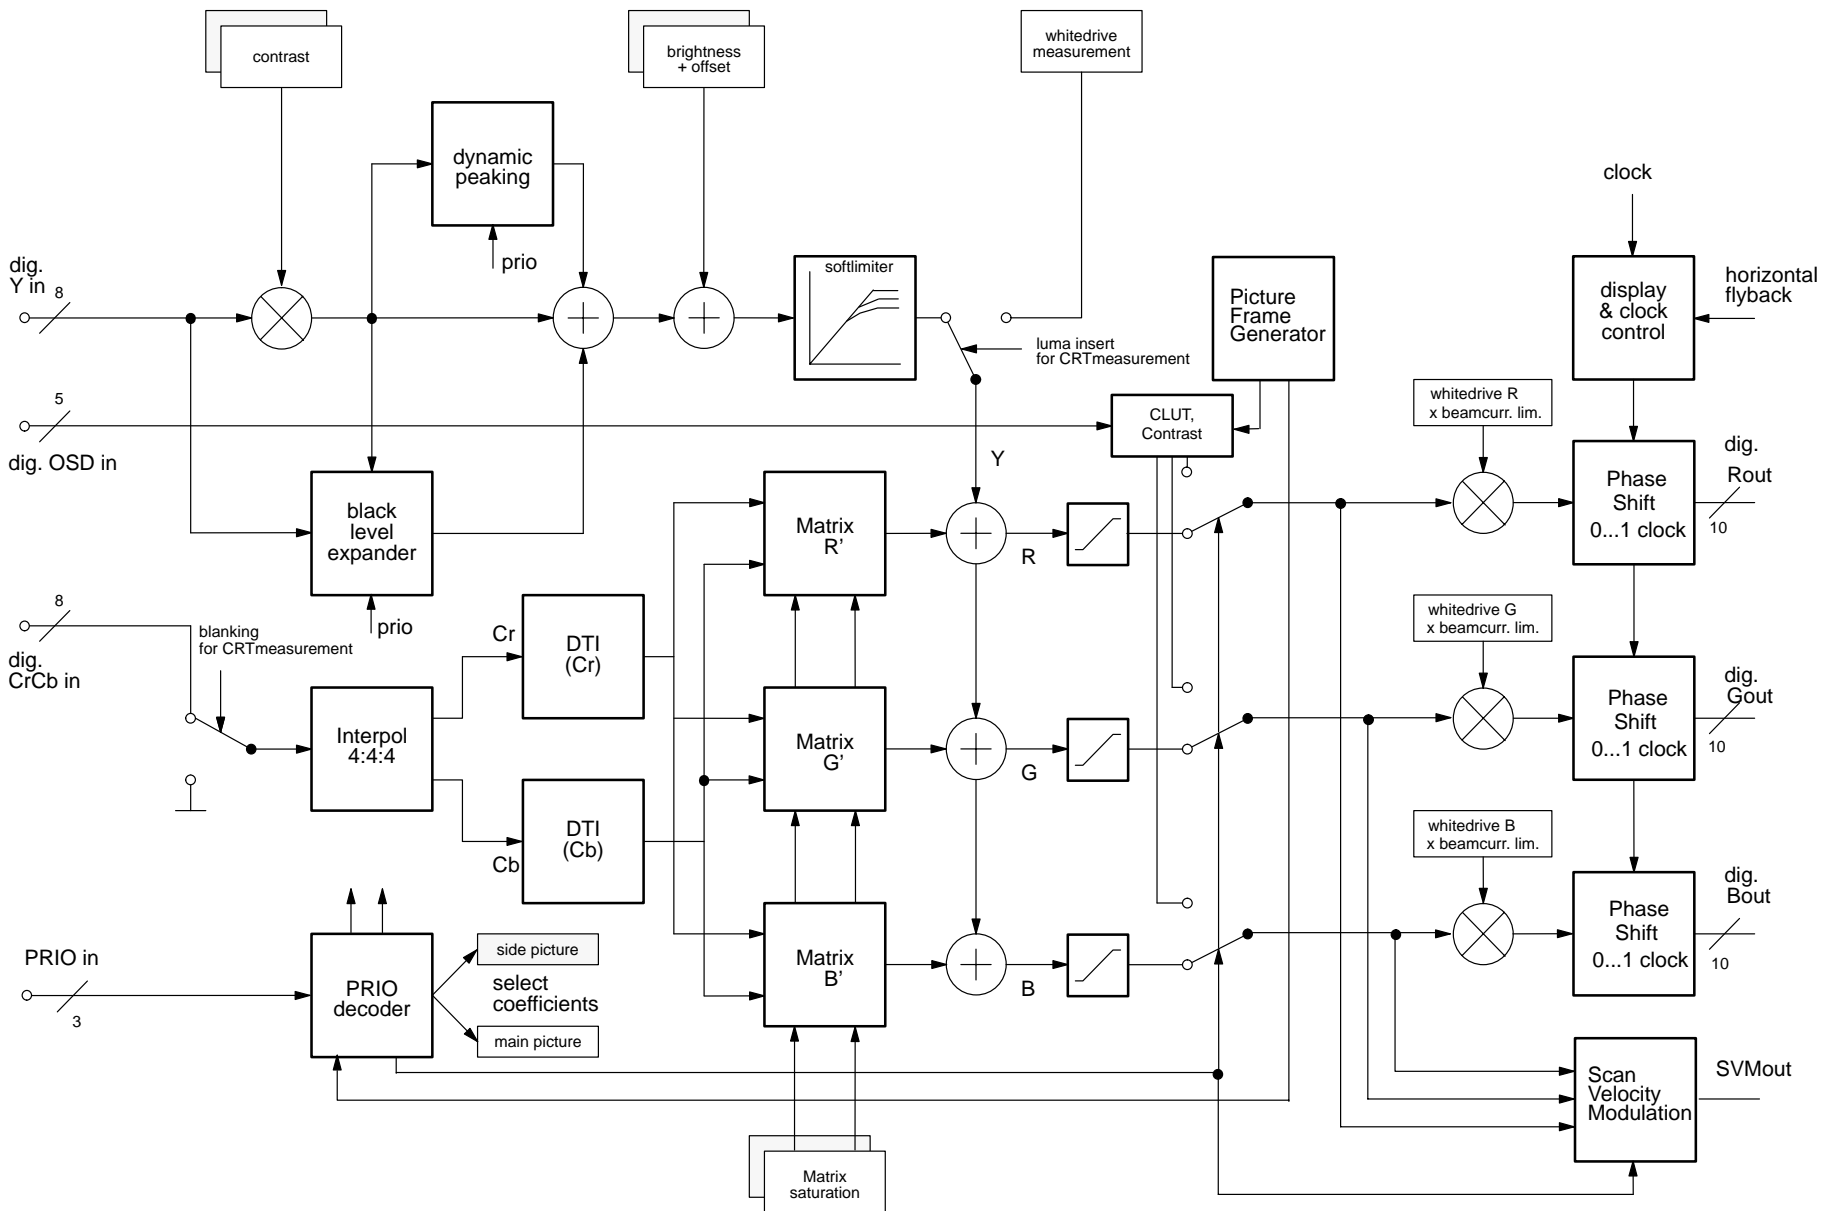 contrast
brightness
+ offset
whitedrive
measurement
dynamic
peaking
prio
clock
dig.
Y in
8
softlimiter
Picture
Frame
Generator
display
& clock
control
horizontal
flyback
luma insert
for CRTmeasurement
5
dig. OSD in
CLUT,
Contrast
whitedrive R
x beamcurr. lim.
Y
black
level
expander
prio
Matrix
R’
R
Phase
Shift
0...1 clock
dig.
Rout
10
8
dig.
CrCb in
blanking
for CRTmeasurement
Cr
DTI
(Cr)
whitedrive G
x beamcurr. lim.
Interpol
4:4:4
Matrix
G’
G
Phase
Shift
0...1 clock
dig.
Gout
10
Cb
DTI
(Cb)
whitedrive B
x beamcurr. lim.
PRIO in
3
PRIO
decoder
side picture
select
coefficients
main picture
Matrix
B’
B
Phase
Shift
0...1 clock
dig.
Bout
10
Scan
Velocity
Modulation
SVMout
Matrix
saturation